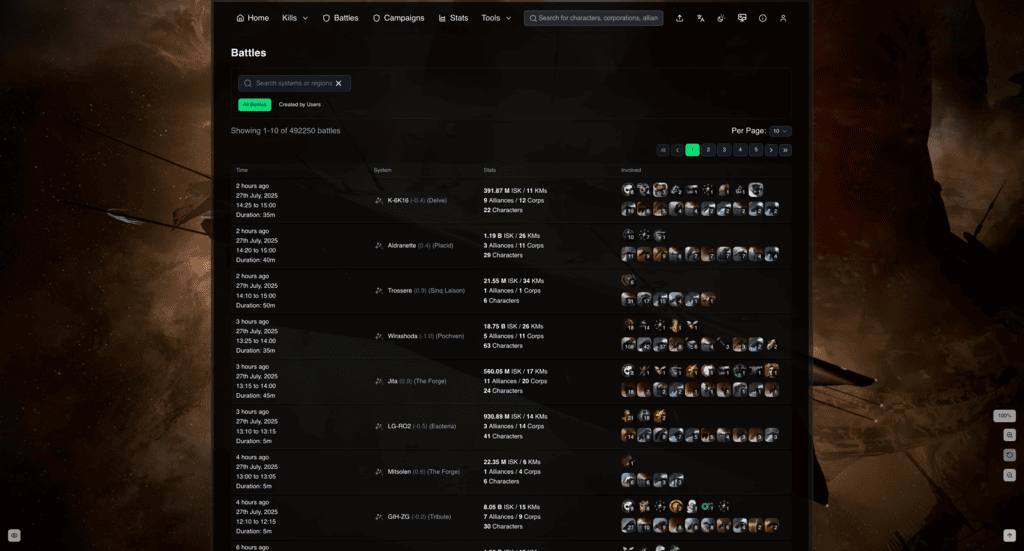 Home Kills Battles Campaigns Stats Tools Search for characters, corporations, allian
Battles
Search systems or regions
All Battles Created by Users
Showing 1-10 of 492250 battles
Per Page: 10
1 2 3 4 5
Time System Stats Involved
2 hours ago
27th July, 2025
14:25 to 15:00
Duration: 35m
K-6K16 (-0.4) (Delve)
391.87 M ISK / 11 KMs
9 Alliances / 12 Corps
22 Characters
2 hours ago
27th July, 2025
14:20 to 15:00
Duration: 40m
Aldranette (0.4) (Placid)
1.19 B ISK / 26 KMs
3 Alliances / 11 Corps
29 Characters
2 hours ago
27th July, 2025
14:10 to 15:00
Duration: 50m
Trossere (0.9) (Sinq Laison)
21.55 M ISK / 34 KMs
1 Alliances / 1 Corps
6 Characters
3 hours ago
27th July, 2025
13:25 to 14:00
Duration: 35m
Wirashoda (-1.0) (Pochven)
18.75 B ISK / 26 KMs
5 Alliances / 11 Corps
63 Characters
3 hours ago
27th July, 2025
13:15 to 14:00
Duration: 45m
Jita (0.9) (The Forge)
560.05 M ISK / 17 KMs
11 Alliances / 20 Corps
24 Characters
3 hours ago
27th July, 2025
13:10 to 13:15
Duration: 5m
LG-RO2 (-0.5) (Esoteria)
930.89 M ISK / 14 KMs
3 Alliances / 14 Corps
41 Characters
4 hours ago
27th July, 2025
13:00 to 13:05
Duration: 5m
Mitsolen (0.6) (The Forge)
22.35 M ISK / 6 KMs
1 Alliances / 4 Corps
6 Characters
4 hours ago
27th July, 2025
12:10 to 12:15
Duration: 5m
GIH-ZG (-0.2) (Tribute)
8.05 B ISK / 15 KMs
7 Alliances / 9 Corps
30 Characters
6 hours ago
100%